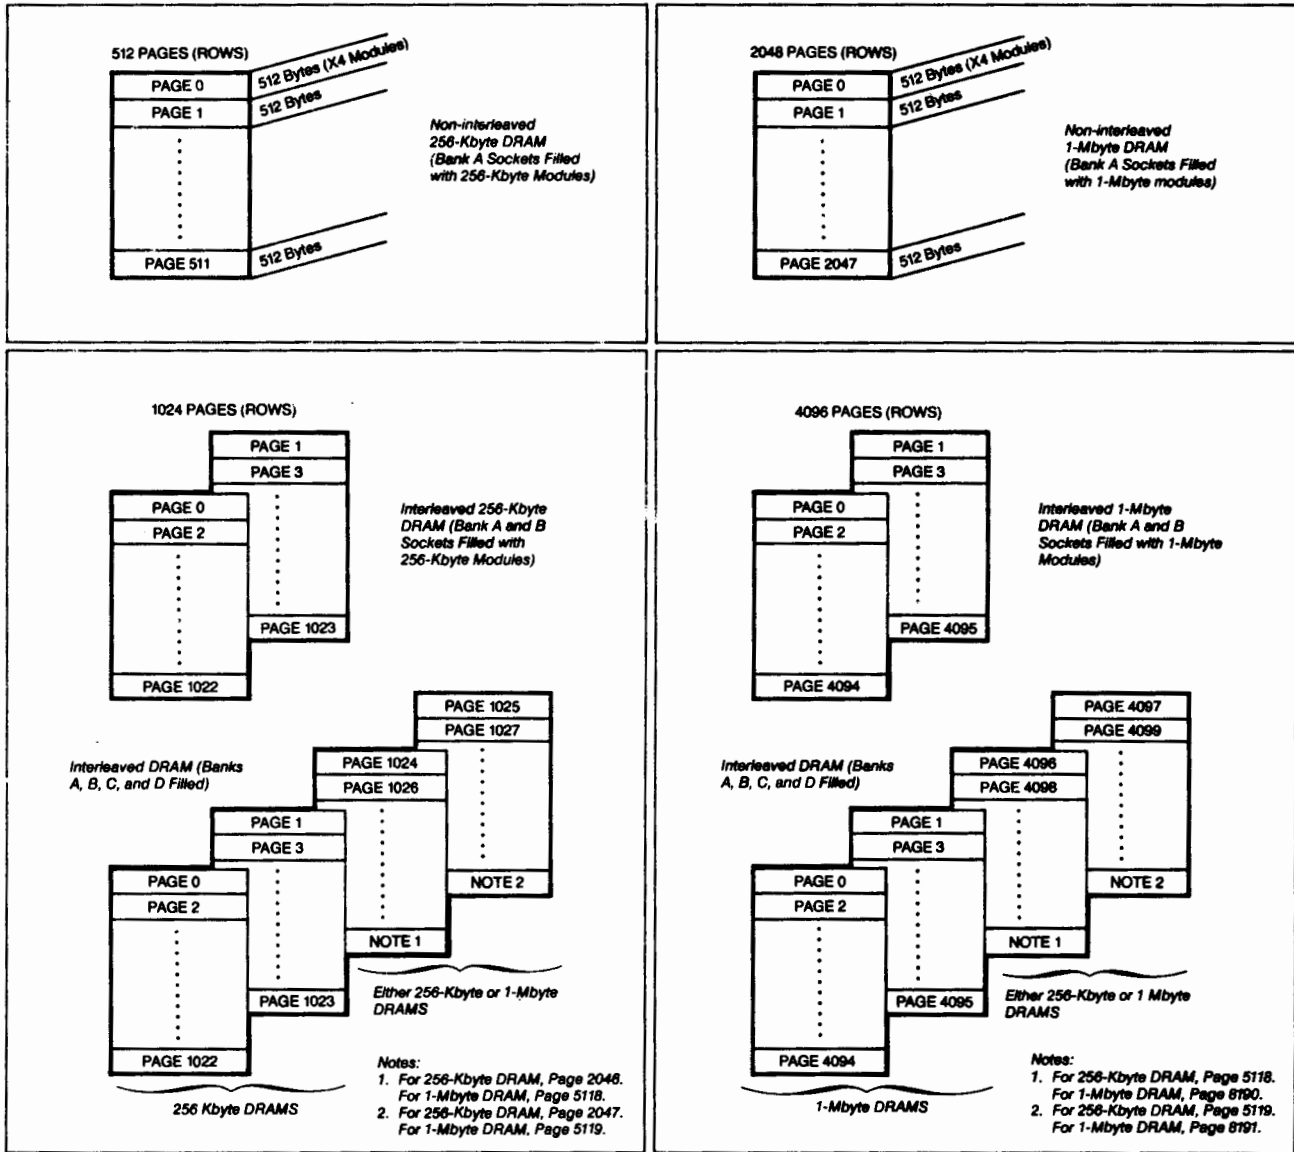 512 PAGES (ROWS)
PAGE 0
512 Bytes (X4 Modules)
PAGE 1
512 Bytes
PAGE 511
512 Bytes
Non-interleaved
256-Kbyte DRAM
(Bank A Sockets Filled
with 256-Kbyte Modules)
2048 PAGES (ROWS)
PAGE 0
512 Bytes (X4 Modules)
PAGE 1
512 Bytes
PAGE 2047
512 Bytes
Non-interleaved
1-Mbyte DRAM
(Bank A Sockets Filled
with 1-Mbyte modules)
1024 PAGES (ROWS)
PAGE 1
PAGE 3
PAGE 0
PAGE 2
PAGE 1023
PAGE 1022
Interleaved 256-Kbyte
DRAM (Bank A and B
Sockets Filled with
256-Kbyte Modules)
Interleaved DRAM (Banks
A, B, C, and D Filled)
PAGE 1025
PAGE 1027
PAGE 1024
PAGE 1026
PAGE 1
PAGE 3
PAGE 0
PAGE 2
NOTE 2
NOTE 1
PAGE 1023
PAGE 1022
Either 256-Kbyte or 1-Mbyte
DRAMS
256 Kbyte DRAMS
Notes:
1. For 256-Kbyte DRAM, Page 2046.
For 1-Mbyte DRAM, Page 5118.
2. For 256-Kbyte DRAM, Page 2047.
For 1-Mbyte DRAM, Page 5119.
4096 PAGES (ROWS)
PAGE 1
PAGE 3
PAGE 0
PAGE 2
PAGE 4095
PAGE 4094
Interleaved 1-Mbyte
DRAM (Bank A and B
Sockets Filled with 1-Mbyte
Modules)
Interleaved DRAM (Banks
A, B, C, and D Filled)
PAGE 4097
PAGE 4099
PAGE 4096
PAGE 4098
PAGE 1
PAGE 3
PAGE 0
PAGE 2
NOTE 2
NOTE 1
PAGE 4095
PAGE 4094
Either 256-Kbyte or 1 Mbyte
DRAMS
1-Mbyte DRAMS
Notes:
1. For 256-Kbyte DRAM, Page 5118.
For 1-Mbyte DRAM, Page 8190.
2. For 256-Kbyte DRAM, Page 5119.
For 1-Mbyte DRAM, Page 8191.